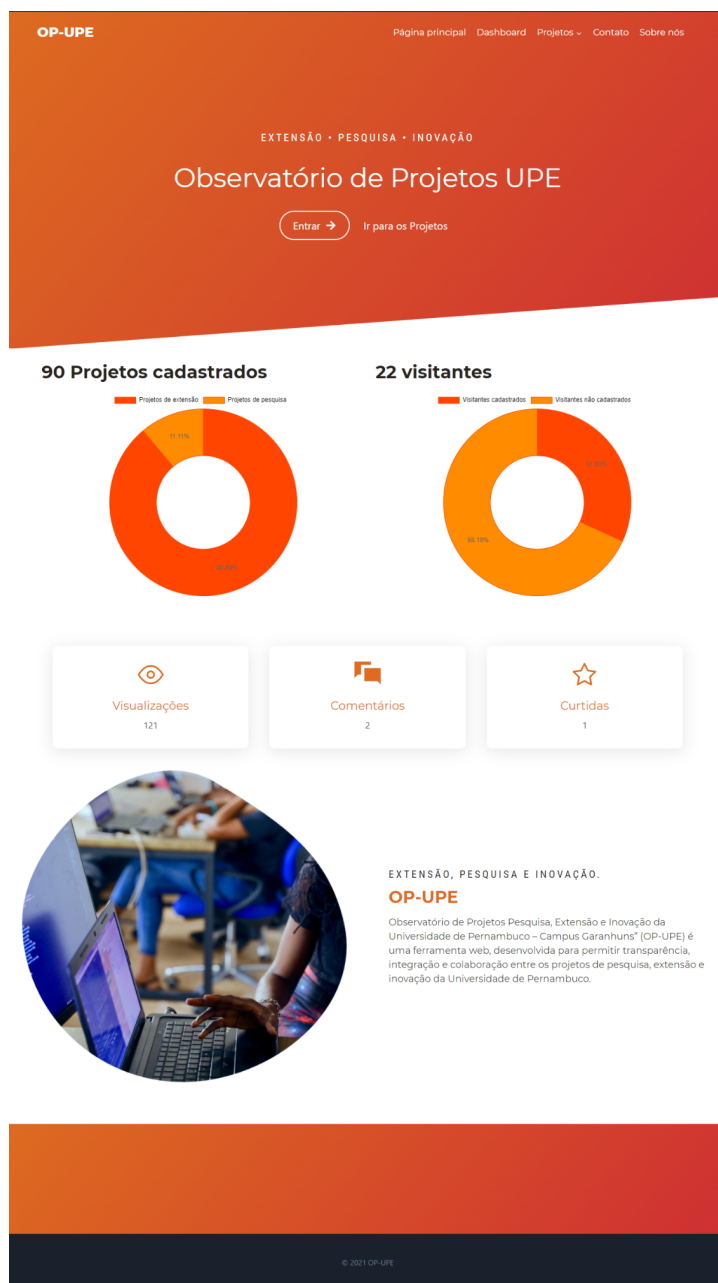 OP-UPE
Página principal Dashboard Projetos Contato Sobre nós
EXTENSÃO • PESQUISA • INOVAÇÃO
Observatório de Projetos UPE
Entrar → Ir para os Projetos
90 Projetos cadastrados
Projetos de extensão Projetos de pesquisa
11.11%
22 visitantes
Visitantes cadastrados Visitantes não cadastrados
Visualizações
121
Comentários
2
Curtidas
1
EXTENSÃO, PESQUISA E INOVAÇÃO.
OP-UPE
Observatório de Projetos Pesquisa, Extensão e Inovação da
Universidade de Pernambuco – Campus Garanhuns” (OP-UPE) é
uma ferramenta web, desenvolvida para permitir transparência,
integração e colaboração entre os projetos de pesquisa, extensão e
inovação da Universidade de Pernambuco.
© 2021 OP-UPE